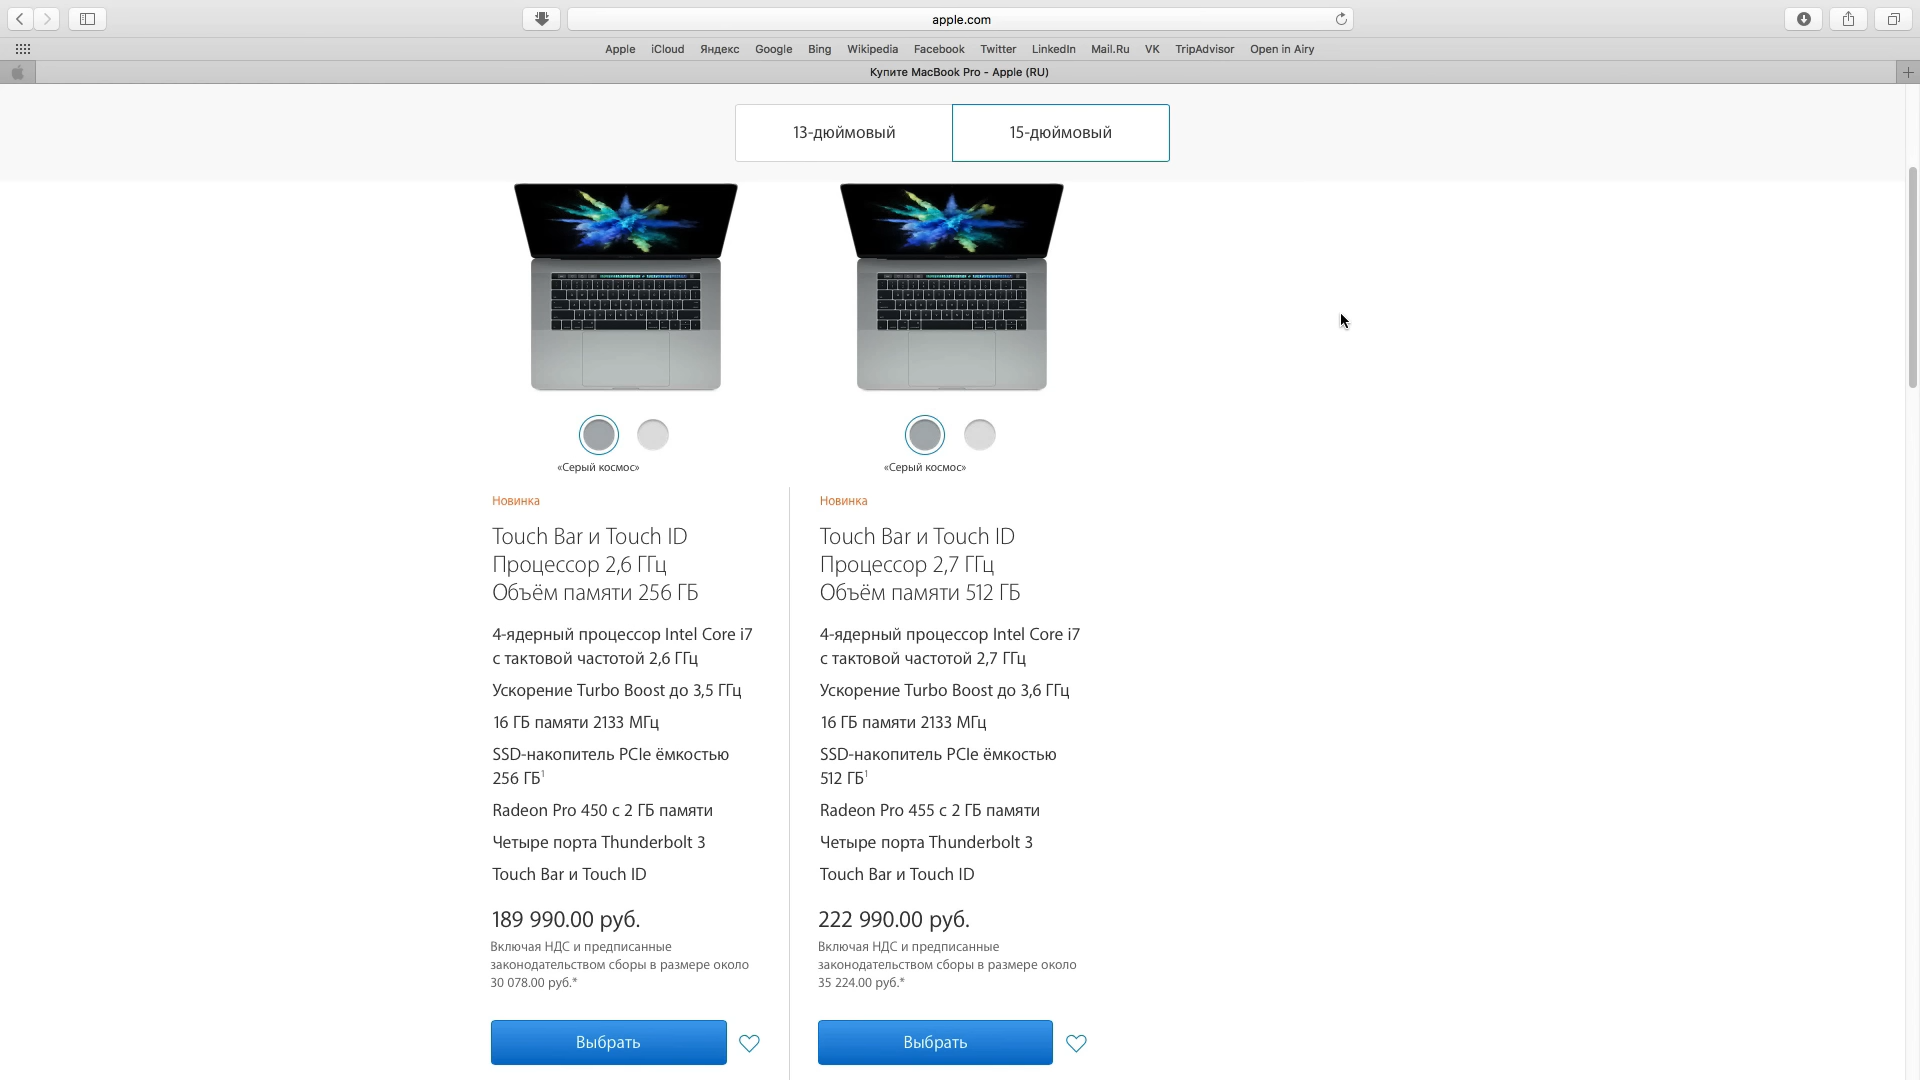 apple.com
Apple iCloud Яндекс Google Bing Wikipedia Facebook Twitter LinkedIn Mail.Ru VK TripAdvisor Open in Airy
Купите MacBook Pro - Apple (RU)
13-дюймовый
15-дюймовый
«Серый космос»
«Серый космос»
Новинка
Touch Bar и Touch ID
Процессор 2,6 ГГц
Объём памяти 256 ГБ
4-ядерный процессор Intel Core i7
с тактовой частотой 2,6 ГГц
Ускорение Turbo Boost до 3,5 ГГц
16 ГБ памяти 2133 МГц
SSD-накопитель PCIe ёмкостью
256 ГБ¹
Radeon Pro 450 с 2 ГБ памяти
Четыре порта Thunderbolt 3
Touch Bar и Touch ID
189 990.00 руб.
Включая НДС и предписанные
законодательством сборы в размере около
30 078.00 руб.*
Выбрать
Новинка
Touch Bar и Touch ID
Процессор 2,7 ГГц
Объём памяти 512 ГБ
4-ядерный процессор Intel Core i7
с тактовой частотой 2,7 ГГц
Ускорение Turbo Boost до 3,6 ГГц
16 ГБ памяти 2133 МГц
SSD-накопитель PCIe ёмкостью
512 ГБ¹
Radeon Pro 455 с 2 ГБ памяти
Четыре порта Thunderbolt 3
Touch Bar и Touch ID
222 990.00 руб.
Включая НДС и предписанные
законодательством сборы в размере около
35 224.00 руб.*
Выбрать